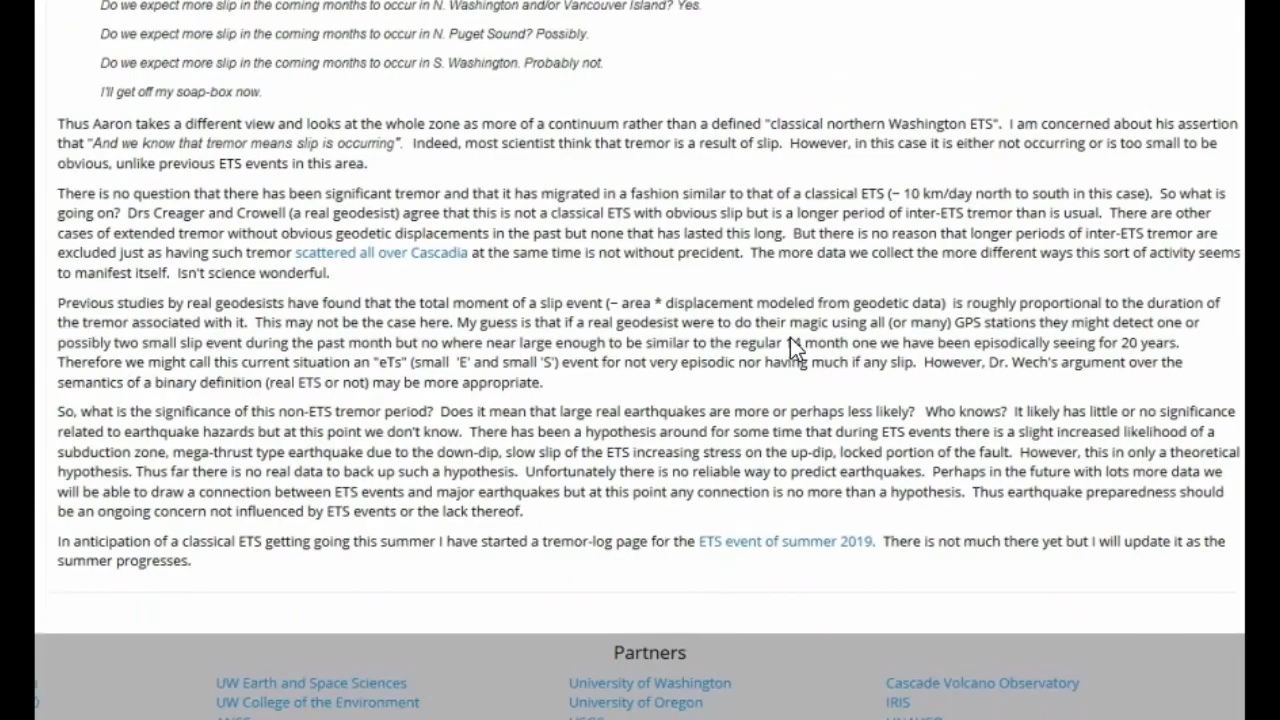 Do we expect more slip in the coming months to occur in N. Washington and/or Vancouver Island? Yes.
Do we expect more slip in the coming months to occur in N. Puget Sound? Possibly.
Do we expect more slip in the coming months to occur in S. Washington. Probably not.
I'll get off my soap-box now.
Thus Aaron takes a different view and looks at the whole zone as more of a continuum rather than a defined "classical northern Washington ETS".  I am concerned about his assertion
that "And we know that tremor means slip is occurring".  Indeed, most scientist think that tremor is a result of slip.  However, in this case it is either not occurring or is too small to be
obvious, unlike previous ETS events in this area.
There is no question that there has been significant tremor and that it has migrated in a fashion similar to that of a classical ETS (~ 10 km/day north to south in this case).  So what is
going on?  Drs Creager and Crowell (a real geodesist) agree that this is not a classical ETS with obvious slip but is a longer period of inter-ETS tremor than is usual.  There are other
cases of extended tremor without obvious geodetic displacements in the past but none that has lasted this long.  But there is no reason that longer periods of inter-ETS tremor are
excluded just as having such tremor scattered all over Cascadia at the same time is not without precident.  The more data we collect the more different ways this sort of activity seems
to manifest itself.  Isn't science wonderful.
Previous studies by real geodesists have found that the total moment of a slip event (~ area * displacement modeled from geodetic data)  is roughly proportional to the duration of
the tremor associated with it.  This may not be the case here. My guess is that if a real geodesist were to do their magic using all (or many) GPS stations they might detect one or
possibly two small slip event during the past month but no where near large enough to be similar to the regular month one we have been episodically seeing for 20 years.
Therefore we might call this current situation an "eTs" (small  'E' and small 'S') event for not very episodic nor having much if any slip.  However, Dr. Wech's argument over the
semantics of a binary definition (real ETS or not) may be more appropriate.
So, what is the significance of this non-ETS tremor period?  Does it mean that large real earthquakes are more or perhaps less likely?   Who knows?  It likely has little or no significance
related to earthquake hazards but at this point we don't know.  There has been a hypothesis around for some time that during ETS events there is a slight increased likelihood of a
subduction zone, mega-thrust type earthquake due to the down-dip, slow slip of the ETS increasing stress on the up-dip, locked portion of the fault.  However, this in only a theoretical
hypothesis. Thus far there is no real data to back up such a hypothesis.  Unfortunately there is no reliable way to predict earthquakes.  Perhaps in the future with lots more data we
will be able to draw a connection between ETS events and major earthquakes but at this point any connection is no more than a hypothesis.  Thus earthquake preparedness should
be an ongoing concern not influenced by ETS events or the lack thereof.
In anticipation of a classical ETS getting going this summer I have started a tremor-log page for the ETS event of summer 2019.  There is not much there yet but I will update it as the
summer progresses.
Partners
UW Earth and Space Sciences University of Washington Cascade Volcano Observatory
UW College of the Environment University of Oregon IRIS